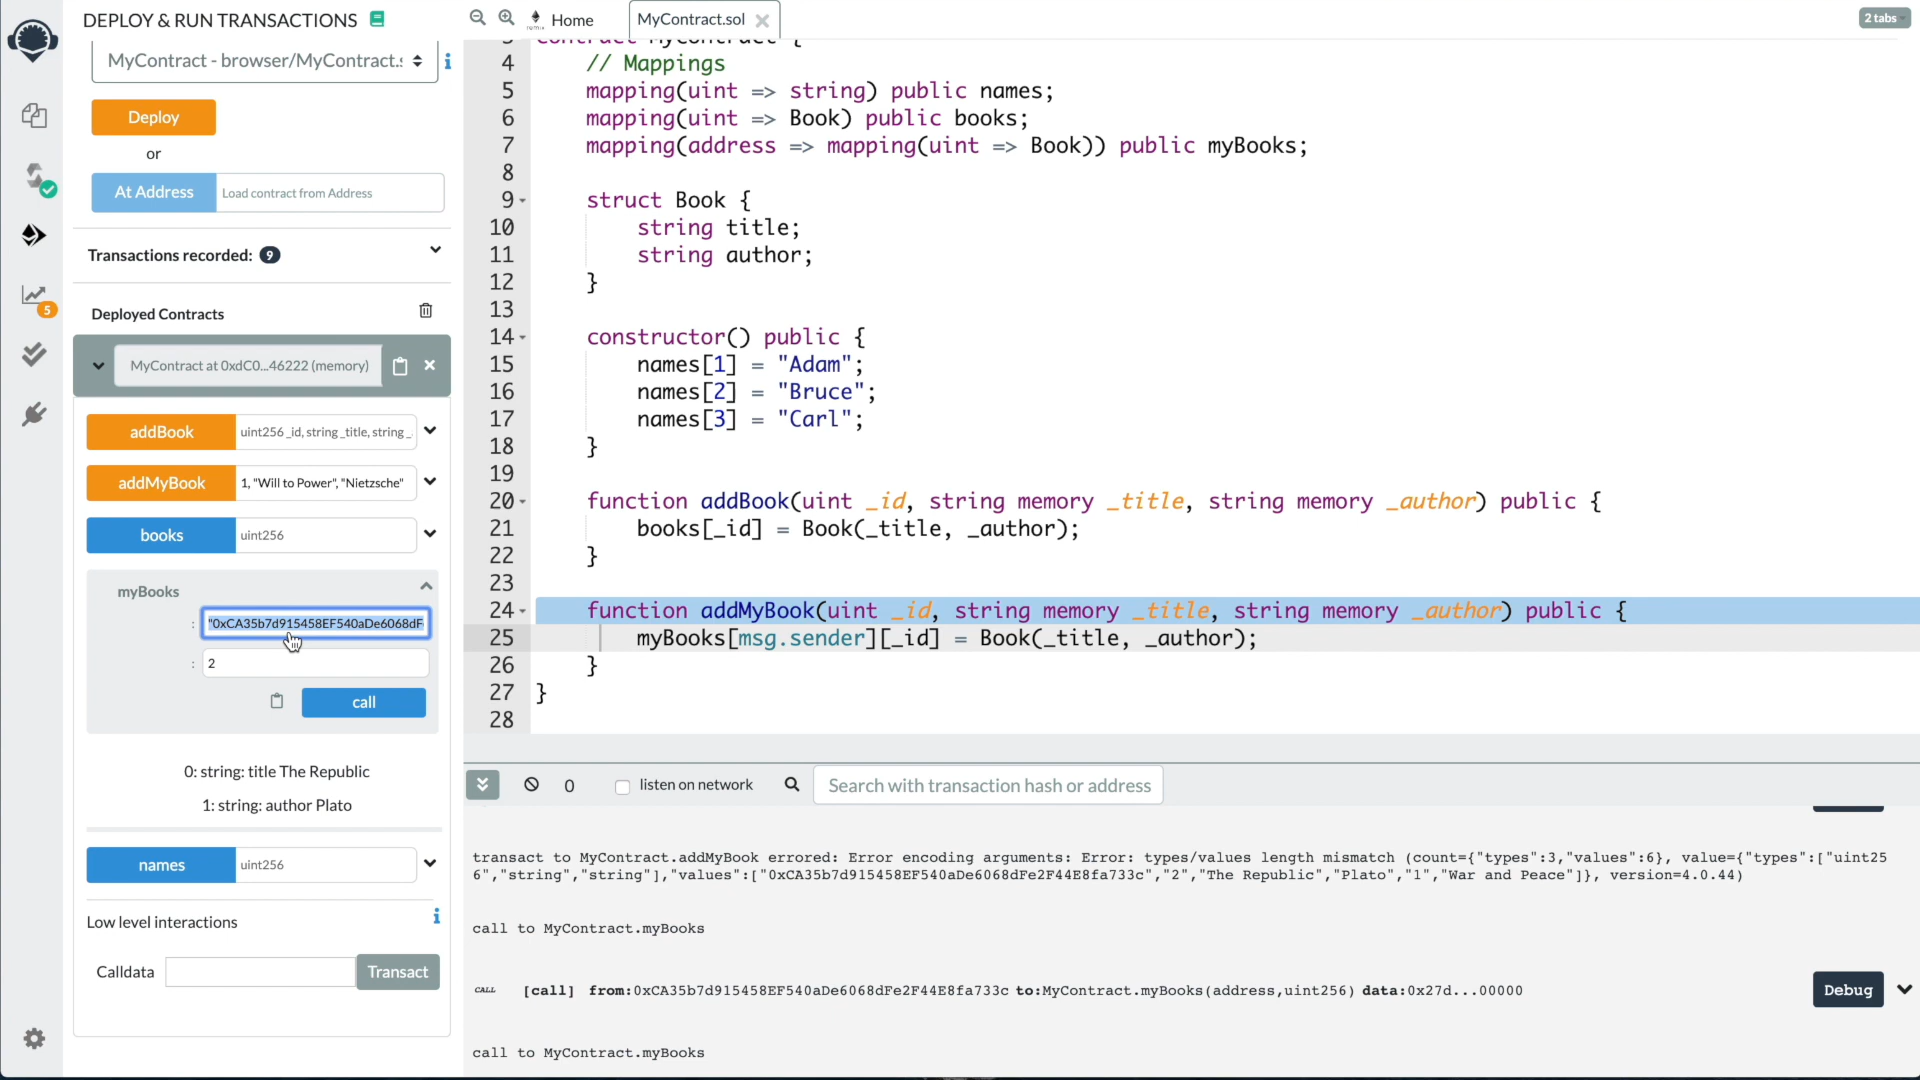 DEPLOY & RUN TRANSACTIONS
MyContract - browser/MyContract.s
Deploy
or
At Address
Load contract from Address
Transactions recorded: 9
Deployed Contracts
MyContract at 0xdC0...46222 (memory)
addBook
uint256 _id, string _title, string _
addMyBook
1, "Will to Power", "Nietzsche"
books
uint256
myBooks
: "0xCA35b7d915458EF540aDe6068dF
: 2
call
0: string: title The Republic
1: string: author Plato
names
uint256
Low level interactions
Calldata
Transact
5
Home
MyContract.sol
2 tabs
3 contract MyContract {
4 // Mappings
5 mapping(uint => string) public names;
6 mapping(uint => Book) public books;
7 mapping(address => mapping(uint => Book)) public myBooks;
8
9 struct Book {
10 string title;
11 string author;
12 }
13
14 constructor() public {
15 names[1] = "Adam";
16 names[2] = "Bruce";
17 names[3] = "Carl";
18 }
19
20 function addBook(uint _id, string memory _title, string memory _author) public {
21 books[_id] = Book(_title, _author);
22 }
23
24 function addMyBook(uint _id, string memory _title, string memory _author) public {
25 myBooks[msg.sender][_id] = Book(_title, _author);
26 }
27 }
28
0
listen on network
Search with transaction hash or address
transact to MyContract.addMyBook errored: Error encoding arguments: Error: types/values length mismatch (count={"types":3,"values":6}, value={"types":["uint25
6","string","string"],"values":["0xCA35b7d915458EF540aDe6068dFe2F44E8fa733c","2","The Republic","Plato","1","War and Peace"]}, version=4.0.44)
call to MyContract.myBooks
CALL [call] from:0xCA35b7d915458EF540aDe6068dFe2F44E8fa733c to:MyContract.myBooks(address,uint256) data:0x27d...00000
Debug
call to MyContract.myBooks